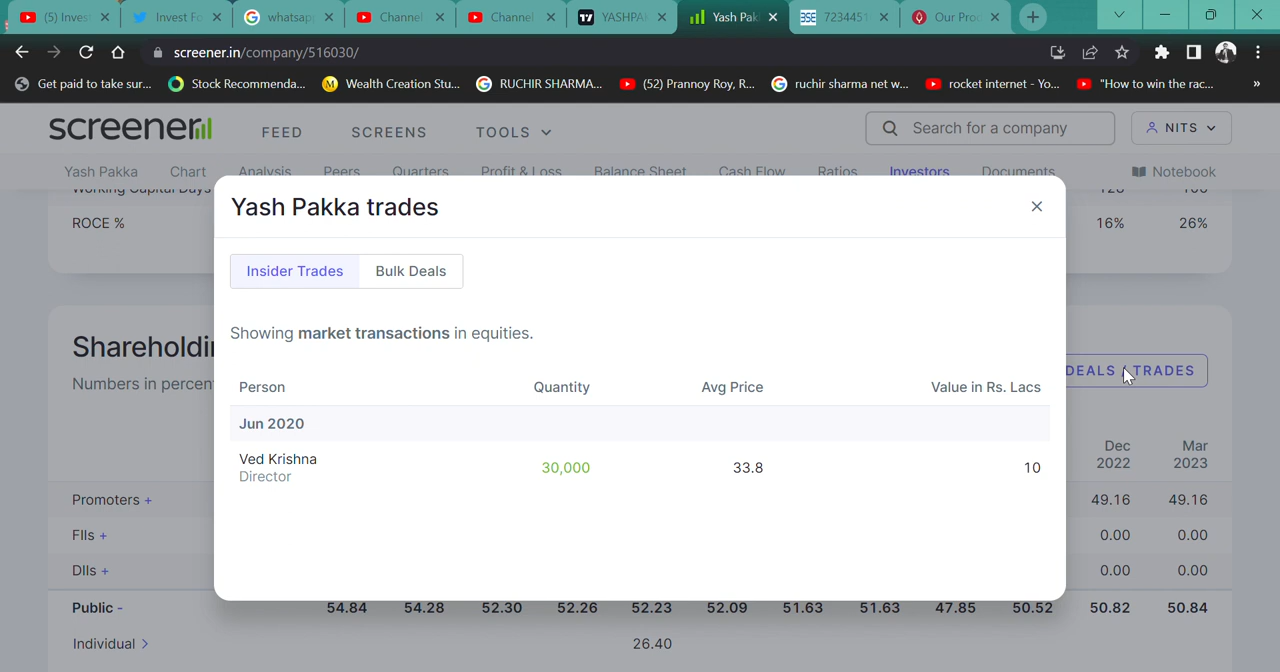 (5) Invest
Invest Fo
whatsap
Channel
Channel
YASHPA
Yash Pak
7234451
Our Pro
screener.in/company/516030/
Get paid to take sur...
Stock Recommenda...
Wealth Creation Stu...
RUCHIR SHARMA...
(52) Prannoy Roy, R...
ruchir sharma net w...
rocket internet - Yo...
"How to win the rac...
»
screener
FEED
SCREENS
TOOLS
Search for a company
NITS
Yash Pakka
Chart
Analysis
Peers
Quarters
Profit & Loss
Balance Sheet
Cash Flow
Ratios
Investors
Documents
Notebook
Working Capital Days
ROCE %
16%
26%
Yash Pakka trades
Insider Trades
Bulk Deals
Showing market transactions in equities.
Person Quantity Avg Price Value in Rs. Lacs
Jun 2020
Ved Krishna
Director
30,000 33.8 10
Numbers in percen
DEALS TRADES
Dec
2022
Mar
2023
Promoters + 49.16 49.16
FIIs + 0.00 0.00
DIIs + 0.00 0.00
Public - 54.84 54.28 52.30 52.26 52.23 52.09 51.63 51.63 47.85 50.52 50.82 50.84
Individual > 26.40